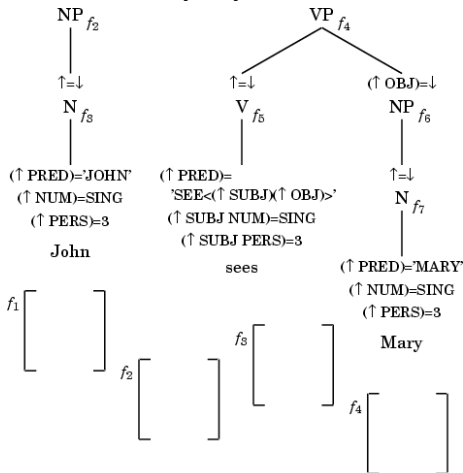 NP f2 VP f4
↑=↓ ↑=↓ (↑ OBJ)=↓
N f3 V f5 NP f6
(↑ PRED)='JOHN' (↑ PRED)= ↑=↓
(↑ NUM)=SING 'SEE<(↑ SUBJ)(↑ OBJ)>' N f7
(↑ PERS)=3 (↑ SUBJ NUM)=SING
John (↑ SUBJ PERS)=3
sees (↑ PRED)='MARY'
(↑ NUM)=SING
(↑ PERS)=3
Mary
f1
f2
f3
f4